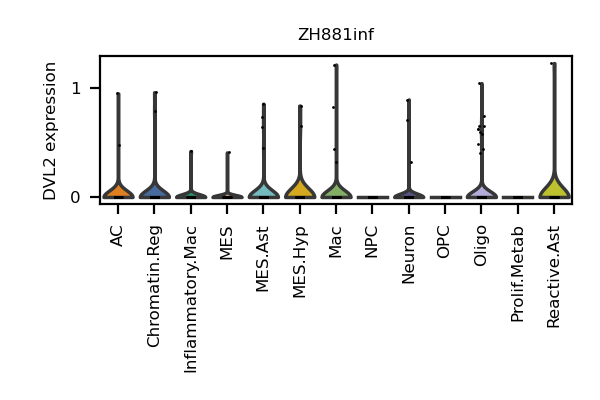 ZH881inf
DVL2 expression
1
0
AC
Chromatin.Reg
Inflammatory.Mac
MES
MES.Ast
MES.Hyp
Mac
NPC
Neuron
OPC
Oligo
Prolif.Metab
Reactive.Ast